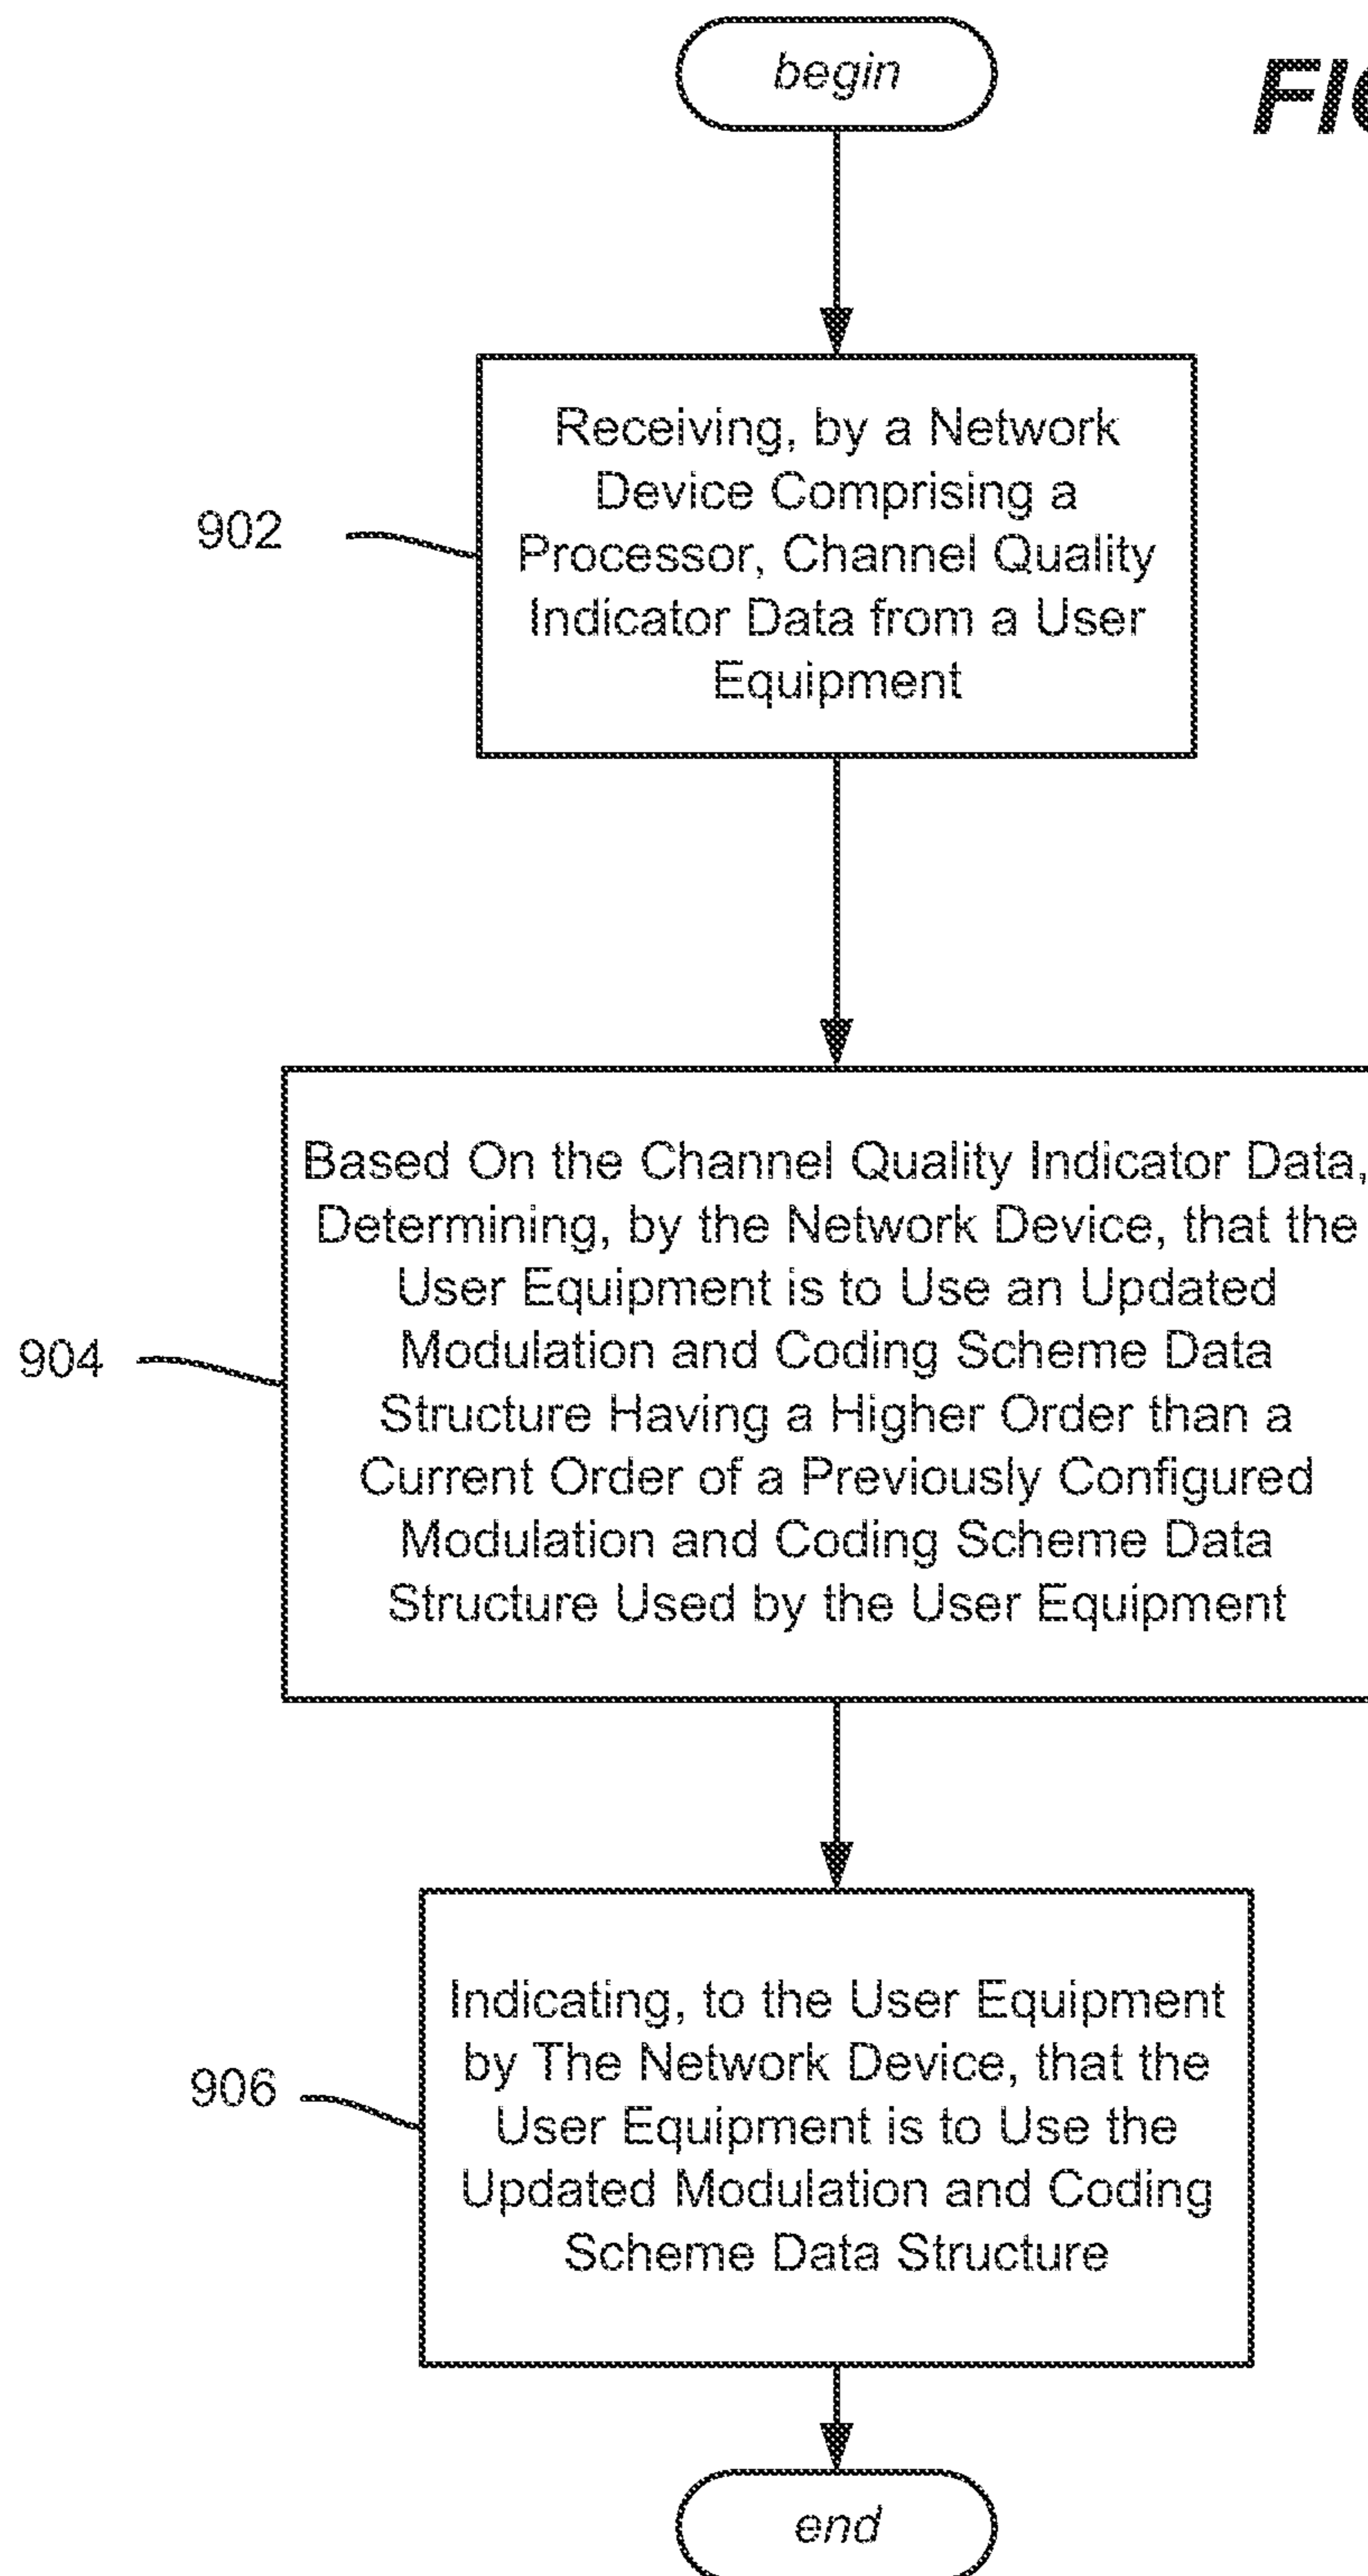 begin
FIG
Receiving, by a Network
Device Comprising a
Processor, Channel Quality
Indicator Data from a User
Equipment
902
Based On the Channel Quality Indicator Data,
Determining, by the Network Device, that the
User Equipment is to Use an Updated
Modulation and Coding Scheme Data
Structure Having a Higher Order than a
Current Order of a Previously Configured
Modulation and Coding Scheme Data
Structure Used by the User Equipment
904
Indicating, to the User Equipment
by The Network Device, that the
User Equipment is to Use the
Updated Modulation and Coding
Scheme Data Structure
906
end